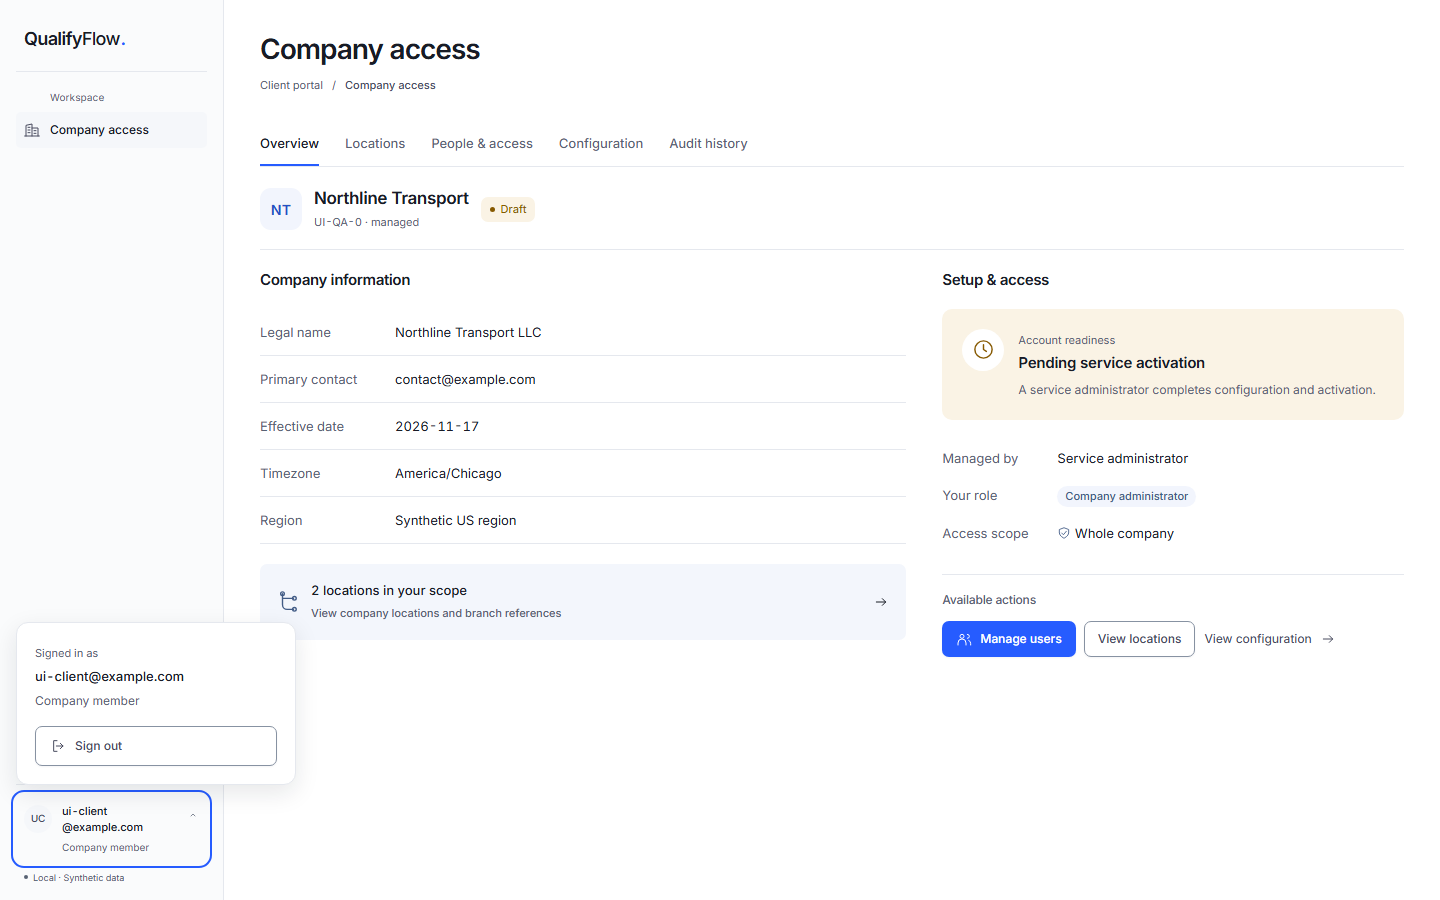 QualifyFlow.
Workspace
Company access
Company access
Client portal / Company access
Overview Locations People & access Configuration Audit history
NT
Northline Transport
UI-QA-0 · managed
Draft
Company information
Legal name Northline Transport LLC
Primary contact contact@example.com
Effective date 2026-11-17
Timezone America/Chicago
Region Synthetic US region
2 locations in your scope
View company locations and branch references
Setup & access
Account readiness
Pending service activation
A service administrator completes configuration and activation.
Managed by Service administrator
Your role Company administrator
Access scope Whole company
Available actions
Manage users View locations View configuration
Signed in as
ui-client@example.com
Company member
Sign out
UC
ui-client
@example.com
Company member
Local · Synthetic data